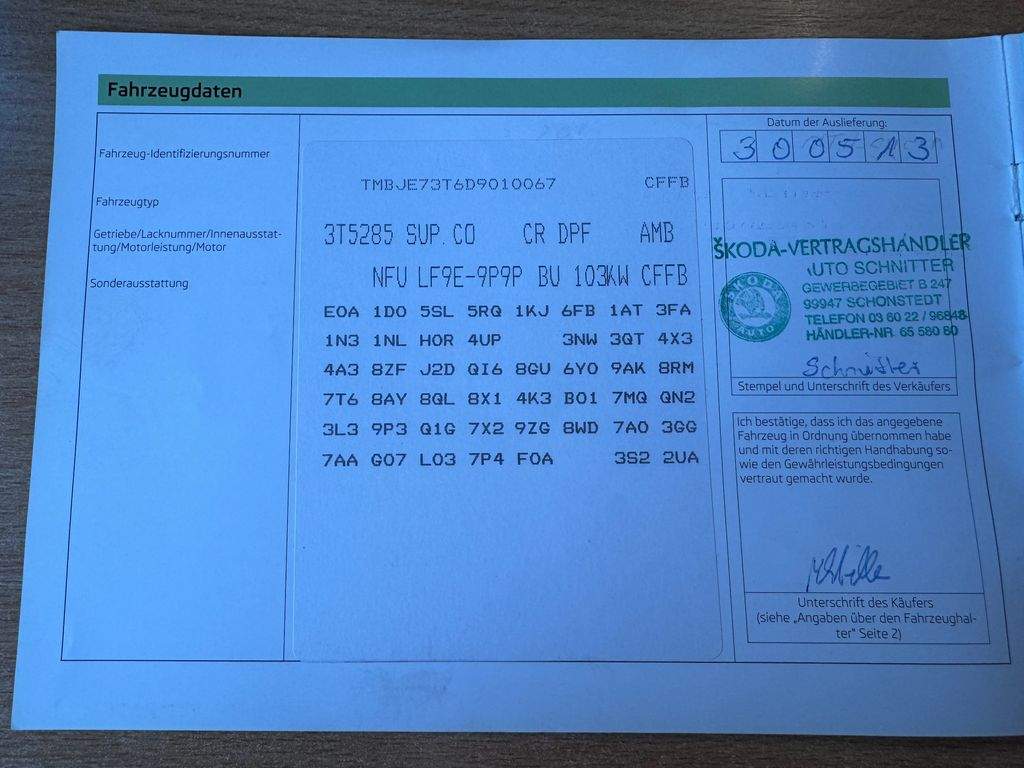 Fahrzeugdaten
Fahrzeug-Identifizierungsnummer
Fahrzeugtyp
Getriebe/Lacknummer/Innenausstat-
tung/Motorleistung/Motor
Sonderausstattung
TMBJE73T6D9010067 CFFB
3T5285 SUP.CO CR DPF AMB
NFU LF9E-9P9P BU 103KW CFFB
E0A 1D0 5SL 5RQ 1KJ 6FB 1AT 3FA
1N3 1NL H0R 4UP 3NW 3QT 4X3
4A3 8ZF J2D QI6 8GU 6Y0 9AK 8RM
7T6 8AY 8QL 8X1 4K3 B01 7MQ QN2
3L3 9P3 Q1G 7X2 9ZG 8WD 7A0 3GG
7AA G07 L03 7P4 F0A 3S2 2UA
Datum der Auslieferung:
3 0 0 5 1 3
ŠKODA-VERTRAGSHÄNDLER
AUTO SCHNITTER
GEWERBEGEBIET B 247
99947 SCHÖNSTEDT
TELEFON 03 60 22 / 96848
HÄNDLER-NR. 65 580 80
SKODA
AUTO
Schnitter
Stempel und Unterschrift des Verkäufers
Ich bestätige, dass ich das angegebene
Fahrzeug in Ordnung übernommen habe
und mit deren richtigen Handhabung so-
wie den Gewährleistungsbedingungen
vertraut gemacht wurde.
Unterschrift des Käufers
(siehe „Angaben über den Fahrzeughal-
ter" Seite 2)